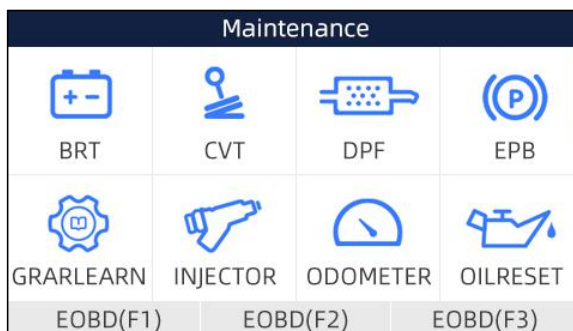 Maintenance
BRT CVT DPF EPB
GRARLEARN INJECTOR ODOMETER OILRESET
EOBD(F1) EOBD(F2) EOBD(F3)